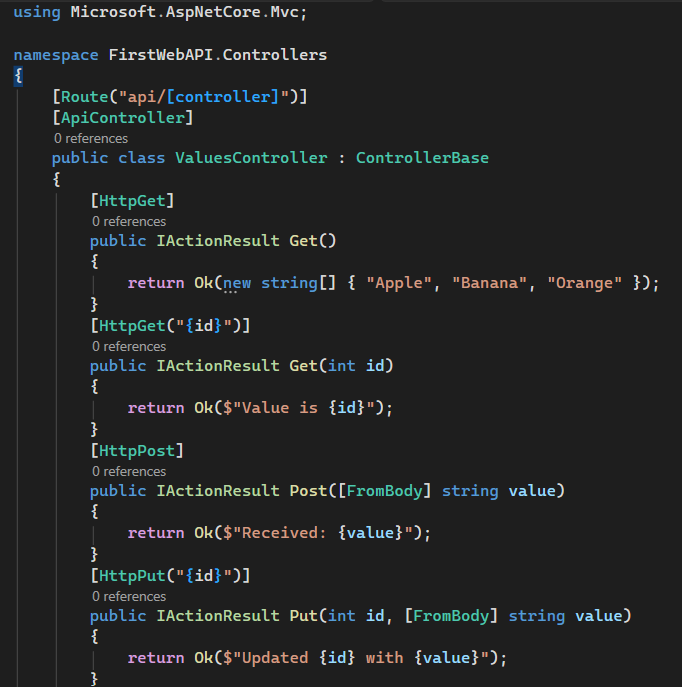 using Microsoft.AspNetCore.Mvc;
namespace FirstWebAPI.Controllers
{
[Route("api/[controller]")]
[ApiController]
0 references
public class ValuesController : ControllerBase
{
[HttpGet]
0 references
public IActionResult Get()
{
return Ok(new string[] { "Apple", "Banana", "Orange" });
}
[HttpGet("{id}")]
0 references
public IActionResult Get(int id)
{
return Ok($"Value is {id}");
}
[HttpPost]
0 references
public IActionResult Post([FromBody] string value)
{
return Ok($"Received: {value}");
}
[HttpPut("{id}")]
0 references
public IActionResult Put(int id, [FromBody] string value)
{
return Ok($"Updated {id} with {value}");
}